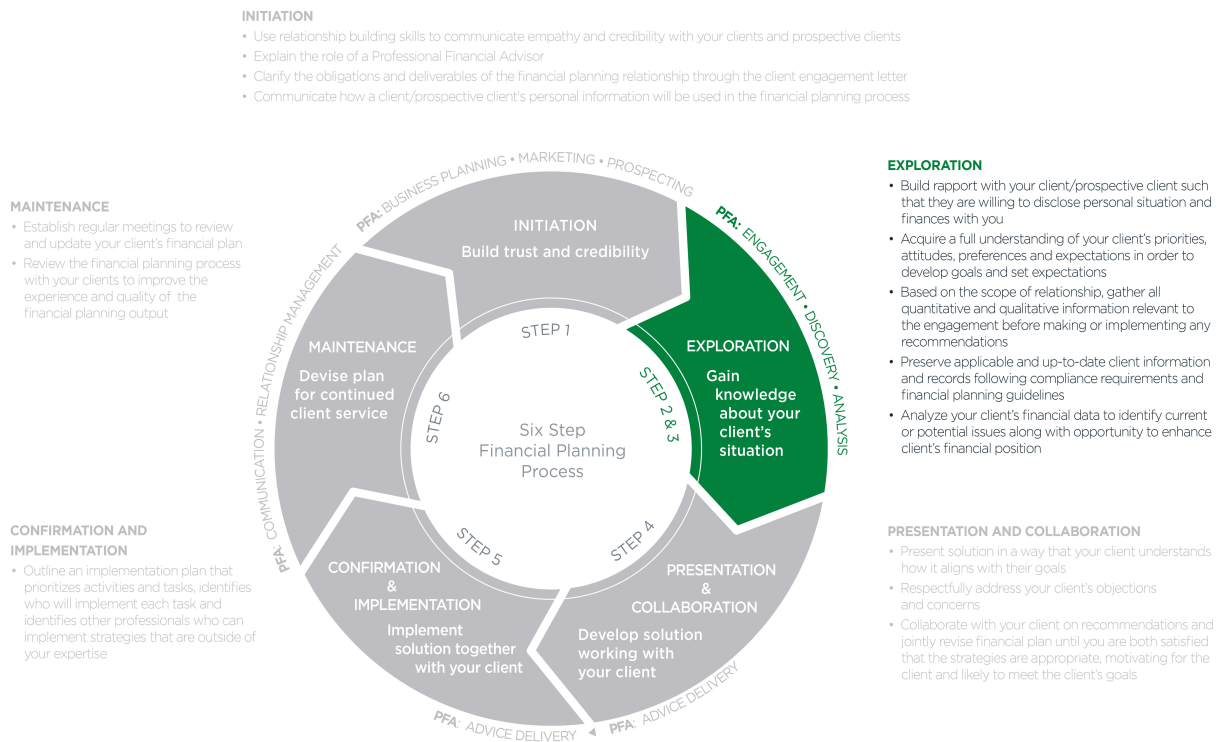 INITIATION
• Use relationship building skills to communicate empathy and credibility with your clients and prospective clients
• Explain the role of a Professional Financial Advisor
• Clarify the obligations and deliverables of the financial planning relationship through the client engagement letter
• Communicate how a client/prospective client's personal information will be used in the financial planning process
PFA: BUSINESS PLANNING • MARKETING • PROSPECTING
INITIATION
Build trust and credibility
STEP 1
PFA: ENGAGEMENT • DISCOVERY • ANALYSIS
EXPLORATION
Gain
knowledge
about your
client's
situation
STEP 2 & 3
EXPLORATION
• Build rapport with your client/prospective client such
that they are willing to disclose personal situation and
finances with you
• Acquire a full understanding of your client's priorities,
attitudes, preferences and expectations in order to
develop goals and set expectations
• Based on the scope of relationship, gather all
quantitative and qualitative information relevant to
the engagement before making or implementing any
recommendations
• Preserve applicable and up-to-date client information
and records following compliance requirements and
financial planning guidelines
• Analyze your client's financial data to identify current
or potential issues along with opportunity to enhance
client's financial position
Six Step
Financial Planning
Process
STEP 4
PRESENTATION
&
COLLABORATION
Develop solution
working with
your client
PFA: ADVICE DELIVERY
PRESENTATION AND COLLABORATION
• Present solution in a way that your client understands
how it aligns with their goals
• Respectfully address your client's objections
and concerns
• Collaborate with your client on recommendations and
jointly revise financial plan until you are both satisfied
that the strategies are appropriate, motivating for the
client and likely to meet the client's goals
STEP 5
CONFIRMATION
&
IMPLEMENTATION
Implement
solution together
with your client
PFA: ADVICE DELIVERY
CONFIRMATION AND
IMPLEMENTATION
• Outline an implementation plan that
prioritizes activities and tasks, identifies
who will implement each task and
identifies other professionals who can
implement strategies that are outside of
your expertise
STEP 6
MAINTENANCE
Devise plan
for continued
client service
PFA: COMMUNICATION • RELATIONSHIP MANAGEMENT
MAINTENANCE
• Establish regular meetings to review
and update your client's financial plan
• Review the financial planning process
with your clients to improve the
experience and quality of the
financial planning output